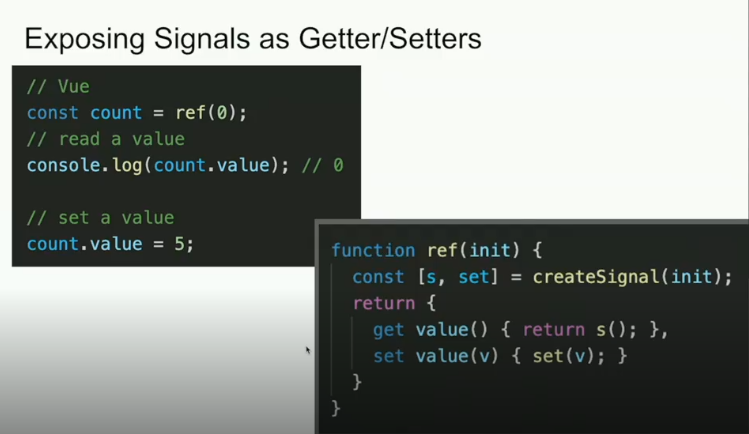 Exposing Signals as Getter/Setters
// Vue
const count = ref(0);
// read a value
console.log(count.value); // 0
// set a value
count.value = 5;
function ref(init) {
const [s, set] = createSignal(init);
return {
get value() { return s(); },
set value(v) { set(v); }
}
}